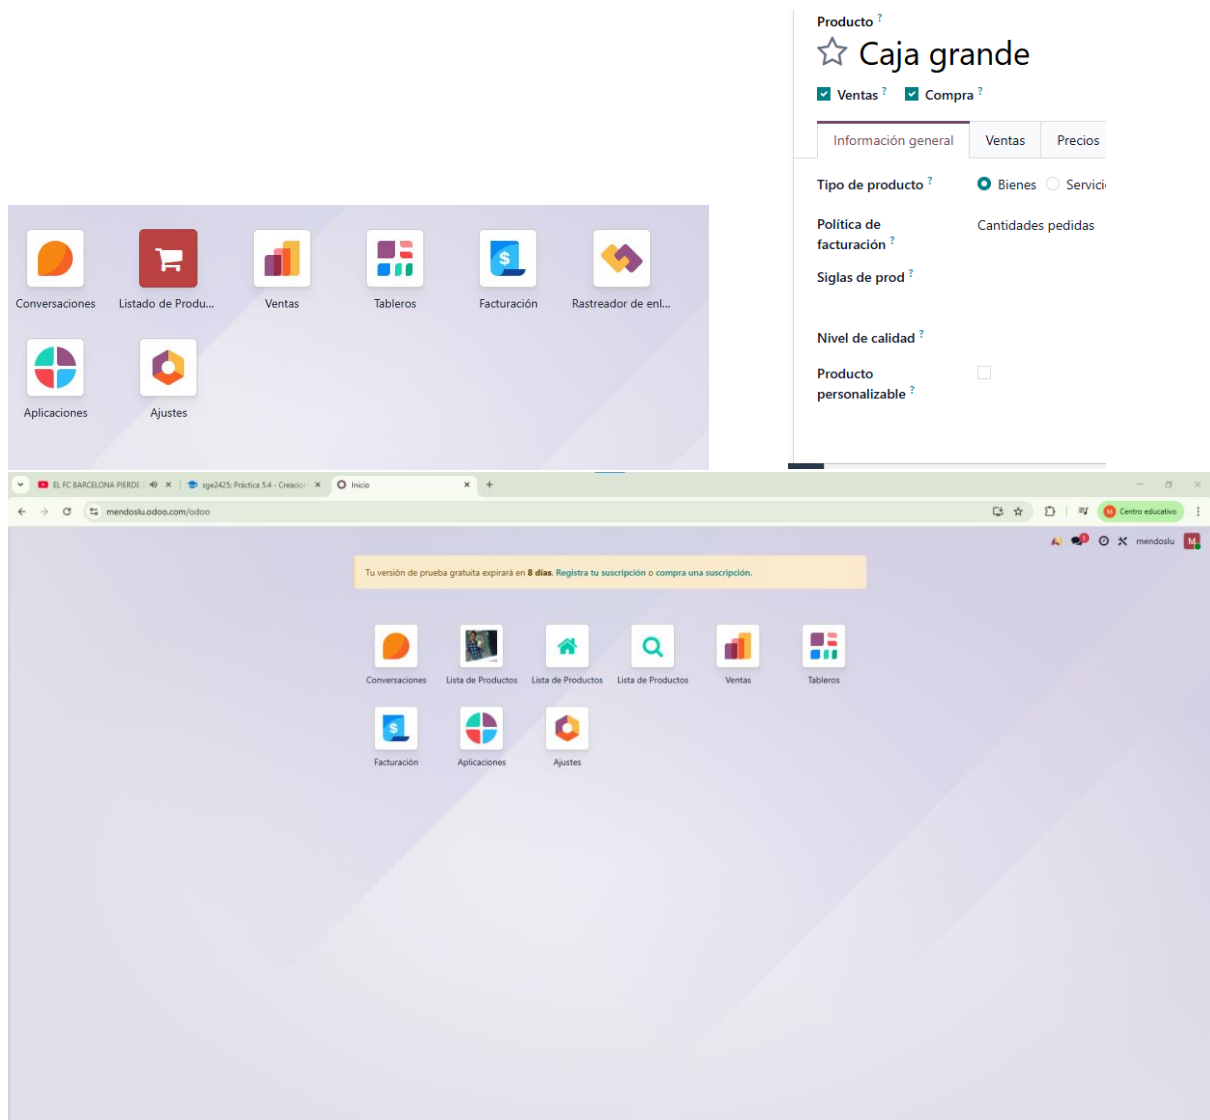 Producto ?
Caja grande
Ventas ? Compra ?
Información general Ventas Precios
Tipo de producto ? Bienes Servici
Política de facturación ? Cantidades pedidas
Siglas de prod ?
Nivel de calidad ?
Producto personalizable ?
Conversaciones Listado de Produ... Ventas Tableros Facturación Rastreador de enl...
Aplicaciones Ajustes
EL FC BARCELONA PIERDE sge2425: Práctica 5.4 - Creacio Inicio
mendoslu.odoo.com/odoo M Centro educativo
1 mendoslu M
Tu versión de prueba gratuita expirará en 8 días. Registra tu suscripción o compra una suscripción.
Conversaciones Lista de Productos Lista de Productos Lista de Productos Ventas Tableros
Facturación Aplicaciones Ajustes